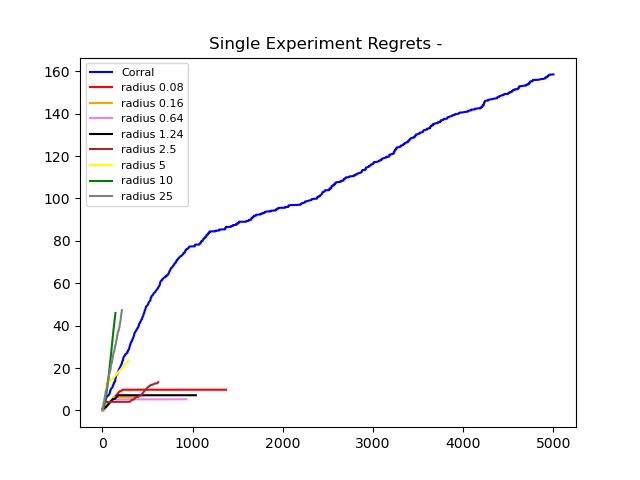 Single Experiment Regrets -
Corral
radius 0.08
radius 0.16
radius 0.64
radius 1.24
radius 2.5
radius 5
radius 10
radius 25
160
140
120
100
80
60
40
20
0
0 1000 2000 3000 4000 5000